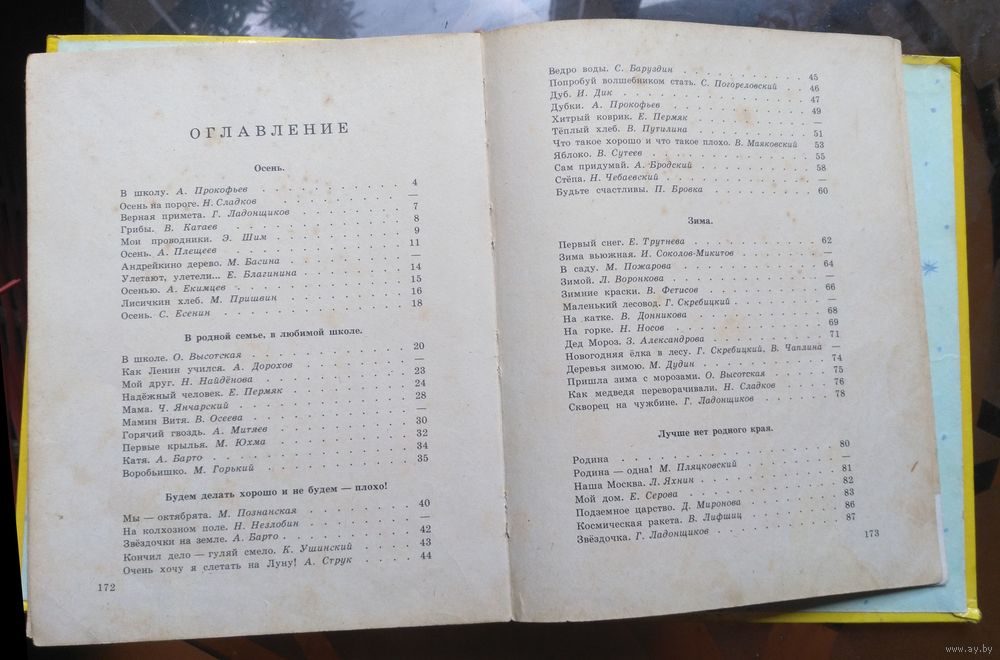 ОГЛАВЛЕНИЕ
Осень.
В школу. А. Прокофьев 4
Осень на пороге. Н. Сладков —
Верная примета. Г. Ладонщиков 7
Грибы. В. Катаев 8
Мои проводники. Э. Шим 9
Осень. А. Плещеев 11
Андрейкино дерево. М. Басина —
Улетают, улетели... Е. Благинина 14
Осенью. А. Екимцев 15
Лисичкин хлеб. М. Пришвин 16
Осень. С. Есенин 18
В родной семье, в любимой школе.
В школе. О. Высотская 20
Как Ленин учился. А. Дорохов —
Мой друг. Н. Найдёнова 23
Надёжный человек. Е. Пермяк 24
Мама. Ч. Янчарский 28
Мамин Витя. В. Осеева —
Горячий гвоздь. А. Митяев 30
Первые крылья. М. Юхма 32
Катя. А. Барто 34
Воробьишко. М. Горький 35
Будем делать хорошо и не будем — плохо!
Мы — октябрята. М. Познанская 40
На колхозном поле. Н. Незлобин —
Звёздочки на земле. А. Барто 42
Кончил дело — гуляй смело. К. Ушинский 43
Очень хочу я слетать на Луну! А. Струк 44
172
Ведро воды. С. Баруздин 45
Попробуй волшебником стать. С. Погореловский 46
Дуб. И. Дик 47
Дубки. А. Прокофьев 49
Хитрый коврик. Е. Пермяк —
Тёплый хлеб. В. Путилина 51
Что такое хорошо и что такое плохо. В. Маяковский 53
Яблоко. В. Сутеев 55
Сам придумай. А. Бродский 58
Стёпа. Н. Чебаевский —
Будьте счастливы. П. Бровка 60
Зима.
Первый снег. Е. Трутнева 62
Зима вьюжная. И. Соколов-Микитов —
В саду. М. Пожарова 64
Зимой. Л. Воронкова —
Зимние краски. В. Фетисов 66
Маленький лесовод. Г. Скребицкий —
На катке. В. Донникова 68
На горке. Н. Носов 69
Дед Мороз. З. Александрова 71
Новогодняя ёлка в лесу. Г. Скребицкий, В. Чаплина —
Деревья зимою. М. Дудин 74
Пришла зима с морозами. О. Высотская 75
Как медведя переворачивали. Н. Сладков 76
Скворец на чужбине. Г. Ладонщиков 78
Лучше нет родного края.
Родина 80
Родина — одна! М. Пляцковский —
Наша Москва. Л. Яхнин 81
Мой дом. Е. Серова 82
Подземное царство. Д. Миронова 83
Космическая ракета. В. Лифшиц 86
Звёздочка. Г. Ладонщиков 87
173
www.ay.by